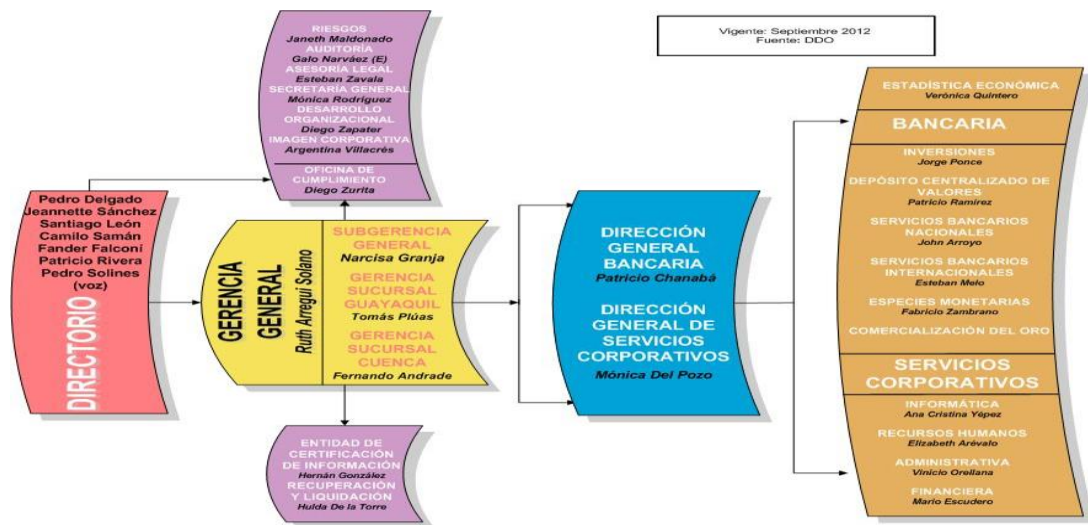 Vigente: Septiembre 2012
Fuente: DDO
RIESGOS
Janeth Maldonado
AUDITORÍA
Galo Narváez (E)
ASESORÍA LEGAL
Esteban Zavala
SECRETARÍA GENERAL
Mónica Rodríguez
DESARROLLO
ORGANIZACIONAL
Diego Zapater
IMAGEN CORPORATIVA
Argentina Villacrés
OFICINA DE
CUMPLIMIENTO
Diego Zurita
Pedro Delgado
Jeannette Sánchez
Santiago León
Camilo Samán
Fander Falconí
Patricio Rivera
Pedro Solines
(voz)
DIRECTORIO
GERENCIA
GENERAL
Ruth Arregui Solano
SUBGERENCIA
GENERAL
Narcisa Granja
GERENCIA
SUCURSAL
GUAYAQUIL
Tomás Plúas
GERENCIA
SUCURSAL
CUENCA
Fernando Andrade
ENTIDAD DE
CERTIFICACIÓN
DE INFORMACIÓN
Hernán González
RECUPERACIÓN
Y LIQUIDACIÓN
Hulda De la Torre
DIRECCIÓN
GENERAL
BANCARIA
Patricio Chanabá
DIRECCIÓN
GENERAL DE
SERVICIOS
CORPORATIVOS
Mónica Del Pozo
ESTADÍSTICA ECONÓMICA
Verónica Quintero
BANCARIA
INVERSIONES
Jorge Ponce
DEPÓSITO CENTRALIZADO DE
VALORES
Patricio Ramírez
SERVICIOS BANCARIOS
NACIONALES
John Arroyo
SERVICIOS BANCARIOS
INTERNACIONALES
Esteban Melo
ESPECIES MONETARIAS
Fabricio Zambrano
COMERCIALIZACIÓN DEL ORO
SERVICIOS
CORPORATIVOS
INFORMÁTICA
Ana Cristina Yépez
RECURSOS HUMANOS
Elizabeth Arévalo
ADMINISTRATIVA
Vinicio Orellana
FINANCIERA
Mario Escudero